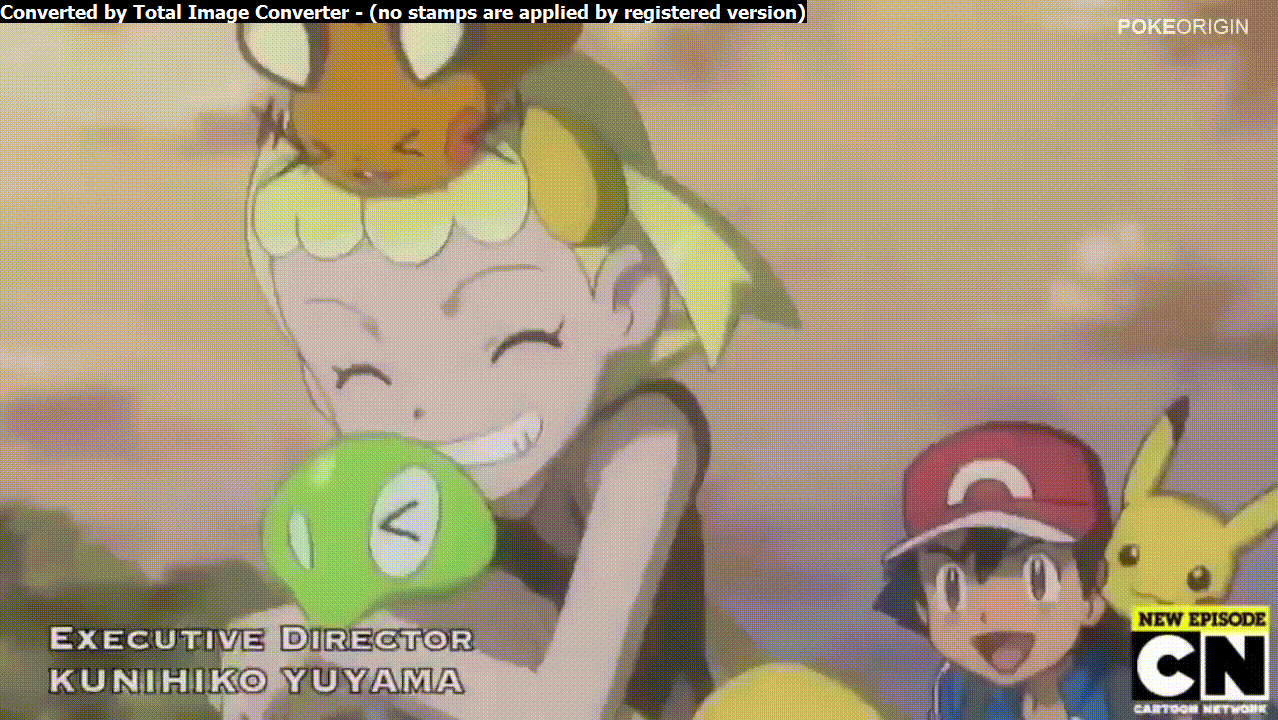 Converted by Total Image Converter - (no stamps are applied by registered version)
POKEORIGIN
EXECUTIVE DIRECTOR
KUNIHIKO YUYAMA
NEW EPISODE
CN
CARTOON NETWORK